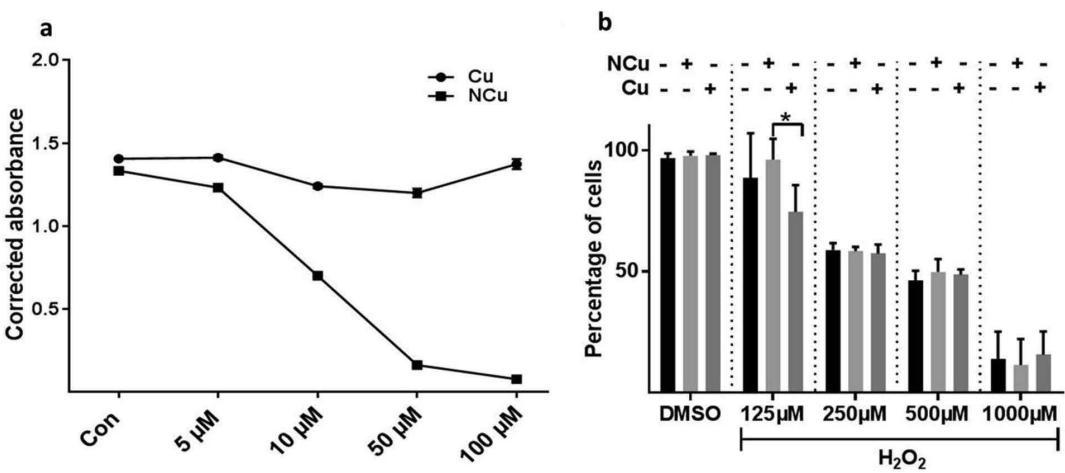 a
2.0
1.5
1.0
0.5
Corrected absorbance
Cu
NCu
Con
5 µM
10 µM
50 µM
100 µM
b
NCu - + - - + - - + - - + - - + -
Cu - - + - - + - - + - - + - - +
*
100
50
Percentage of cells
DMSO 125µM 250µM 500µM 1000µM
H₂O₂